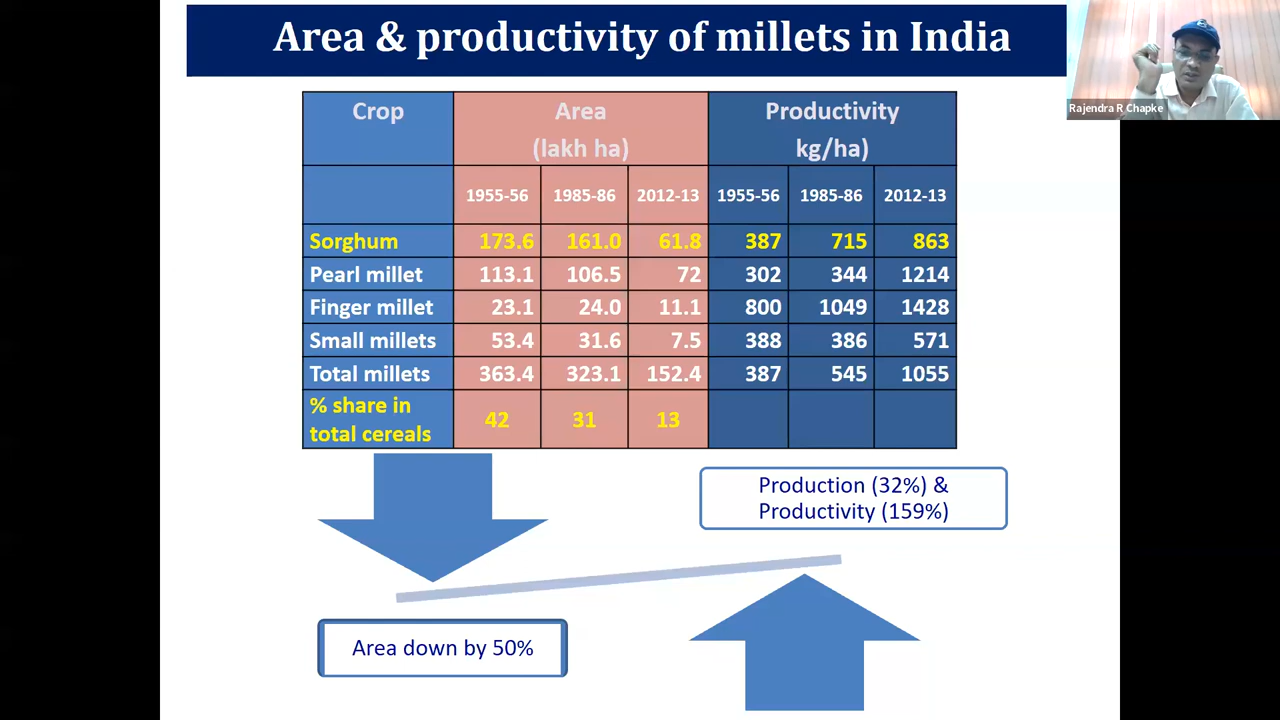 Area & productivity of millets in India
Rajendra R Chapke
Crop Area Productivity
(lakh ha) kg/ha)
1955-56 1985-86 2012-13 1955-56 1985-86 2012-13
Sorghum 173.6 161.0 61.8 387 715 863
Pearl millet 113.1 106.5 72 302 344 1214
Finger millet 23.1 24.0 11.1 800 1049 1428
Small millets 53.4 31.6 7.5 388 386 571
Total millets 363.4 323.1 152.4 387 545 1055
% share in
total cereals 42 31 13
Production (32%) &
Productivity (159%)
Area down by 50%